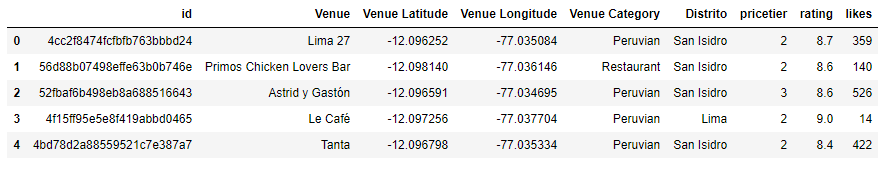 id Venue Venue Latitude Venue Longitude Venue Category Distrito pricetier rating likes
0 4cc2f8474fcfbfb763bbbd24 Lima 27 -12.096252 -77.035084 Peruvian San Isidro 2 8.7 359
1 56d88b07498effe63b0b746e Primos Chicken Lovers Bar -12.098140 -77.036146 Restaurant San Isidro 2 8.6 140
2 52fbaf6b498eb8a688516643 Astrid y Gastón -12.096591 -77.034695 Peruvian San Isidro 3 8.6 526
3 4f15ff95e5e8f419abbd0465 Le Café -12.097256 -77.037704 Peruvian Lima 2 9.0 14
4 4bd78d2a88559521c7e387a7 Tanta -12.096798 -77.035334 Peruvian San Isidro 2 8.4 422